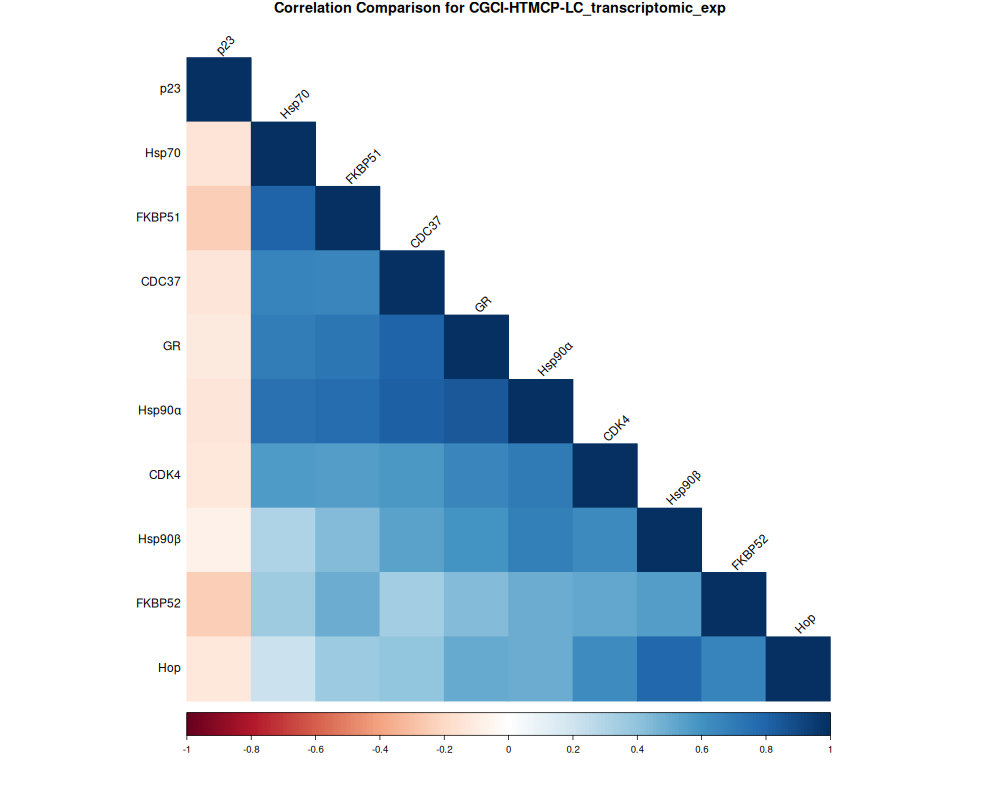 Correlation Comparison for CGCI-HTMCP-LC_transcriptomic_exp
p23
p23
Hsp70
Hsp70
FKBP51
FKBP51
CDC37
CDC37
GR
GR
Hsp90α
Hsp90α
CDK4
CDK4
Hsp90β
Hsp90β
FKBP52
FKBP52
Hop
Hop
-1 -0.8 -0.6 -0.4 -0.2 0 0.2 0.4 0.6 0.8 1